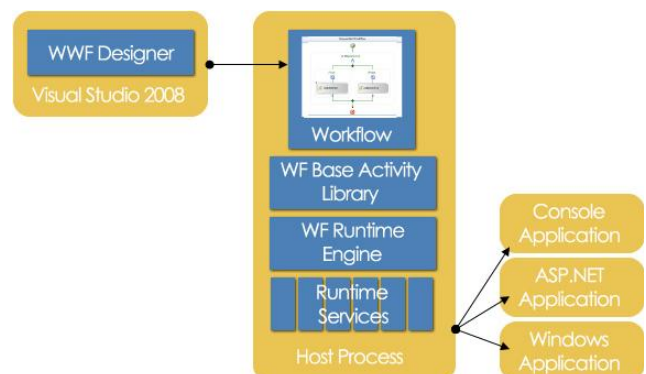 WWF Designer
Visual Studio 2008
Workflow
WF Base Activity
Library
WF Runtime
Engine
Runtime
Services
Host Process
Console
Application
ASP.NET
Application
Windows
Application